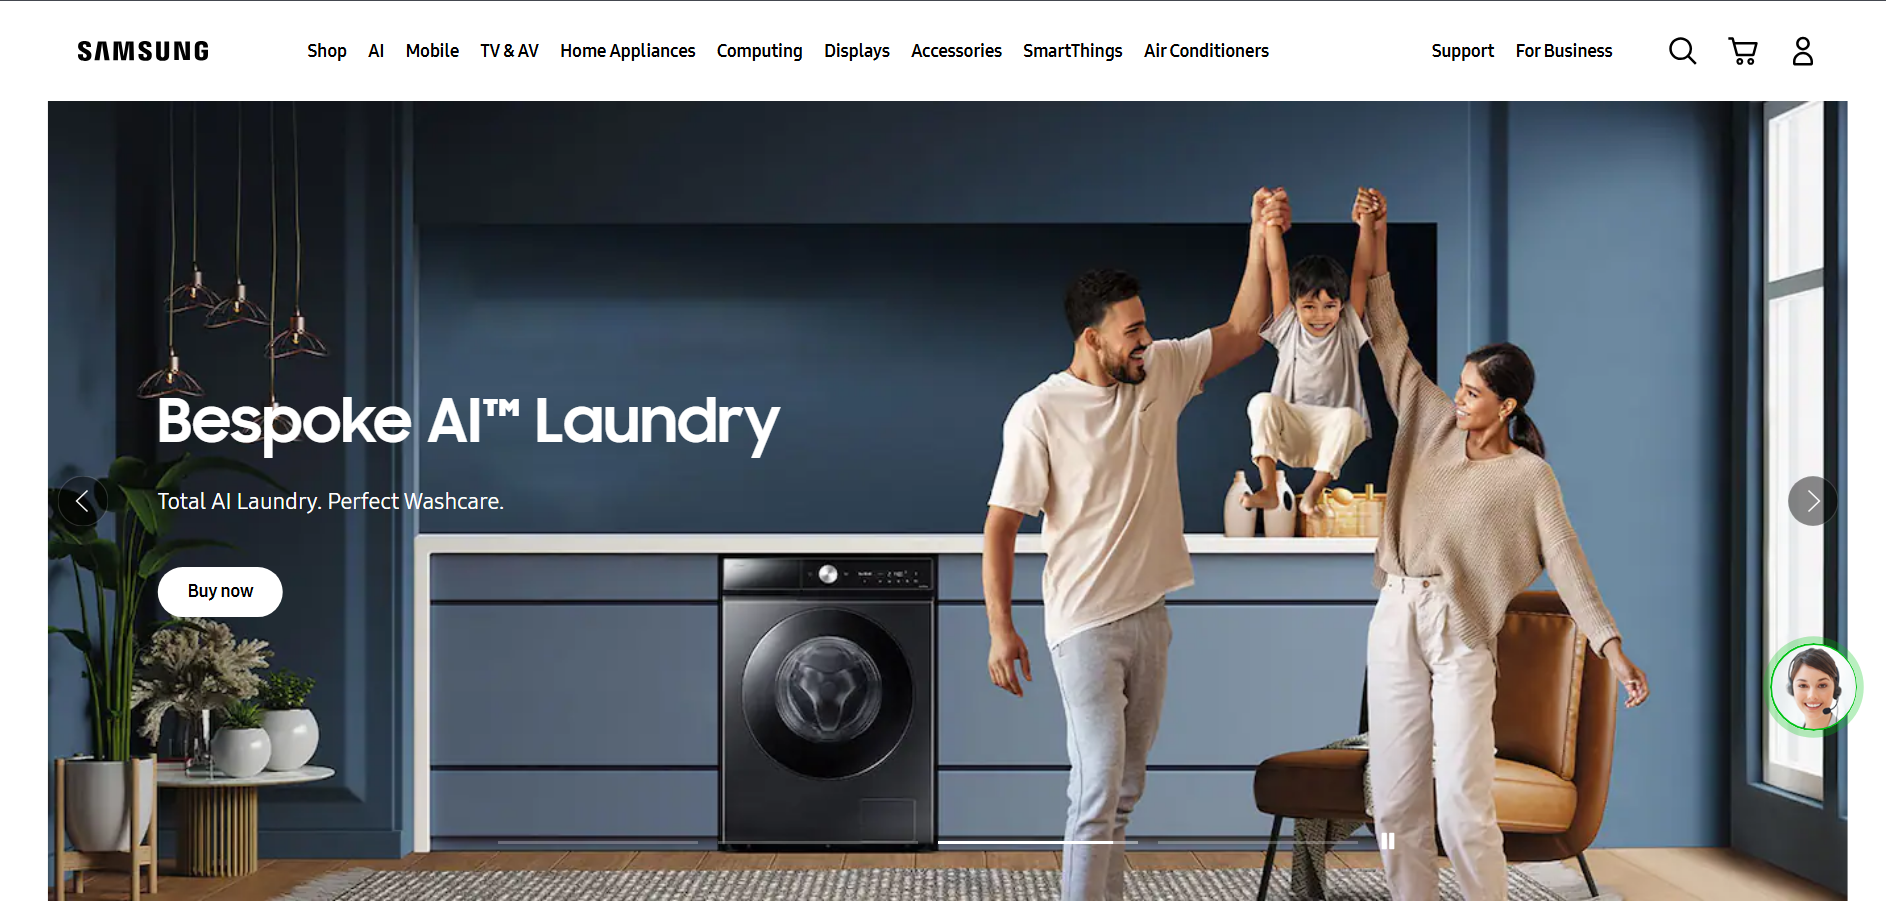 SAMSUNG Shop AI Mobile TV & AV Home Appliances Computing Displays Accessories SmartThings Air Conditioners Support For Business
Bespoke AI™ Laundry
Total AI Laundry. Perfect Washcare.
Buy now